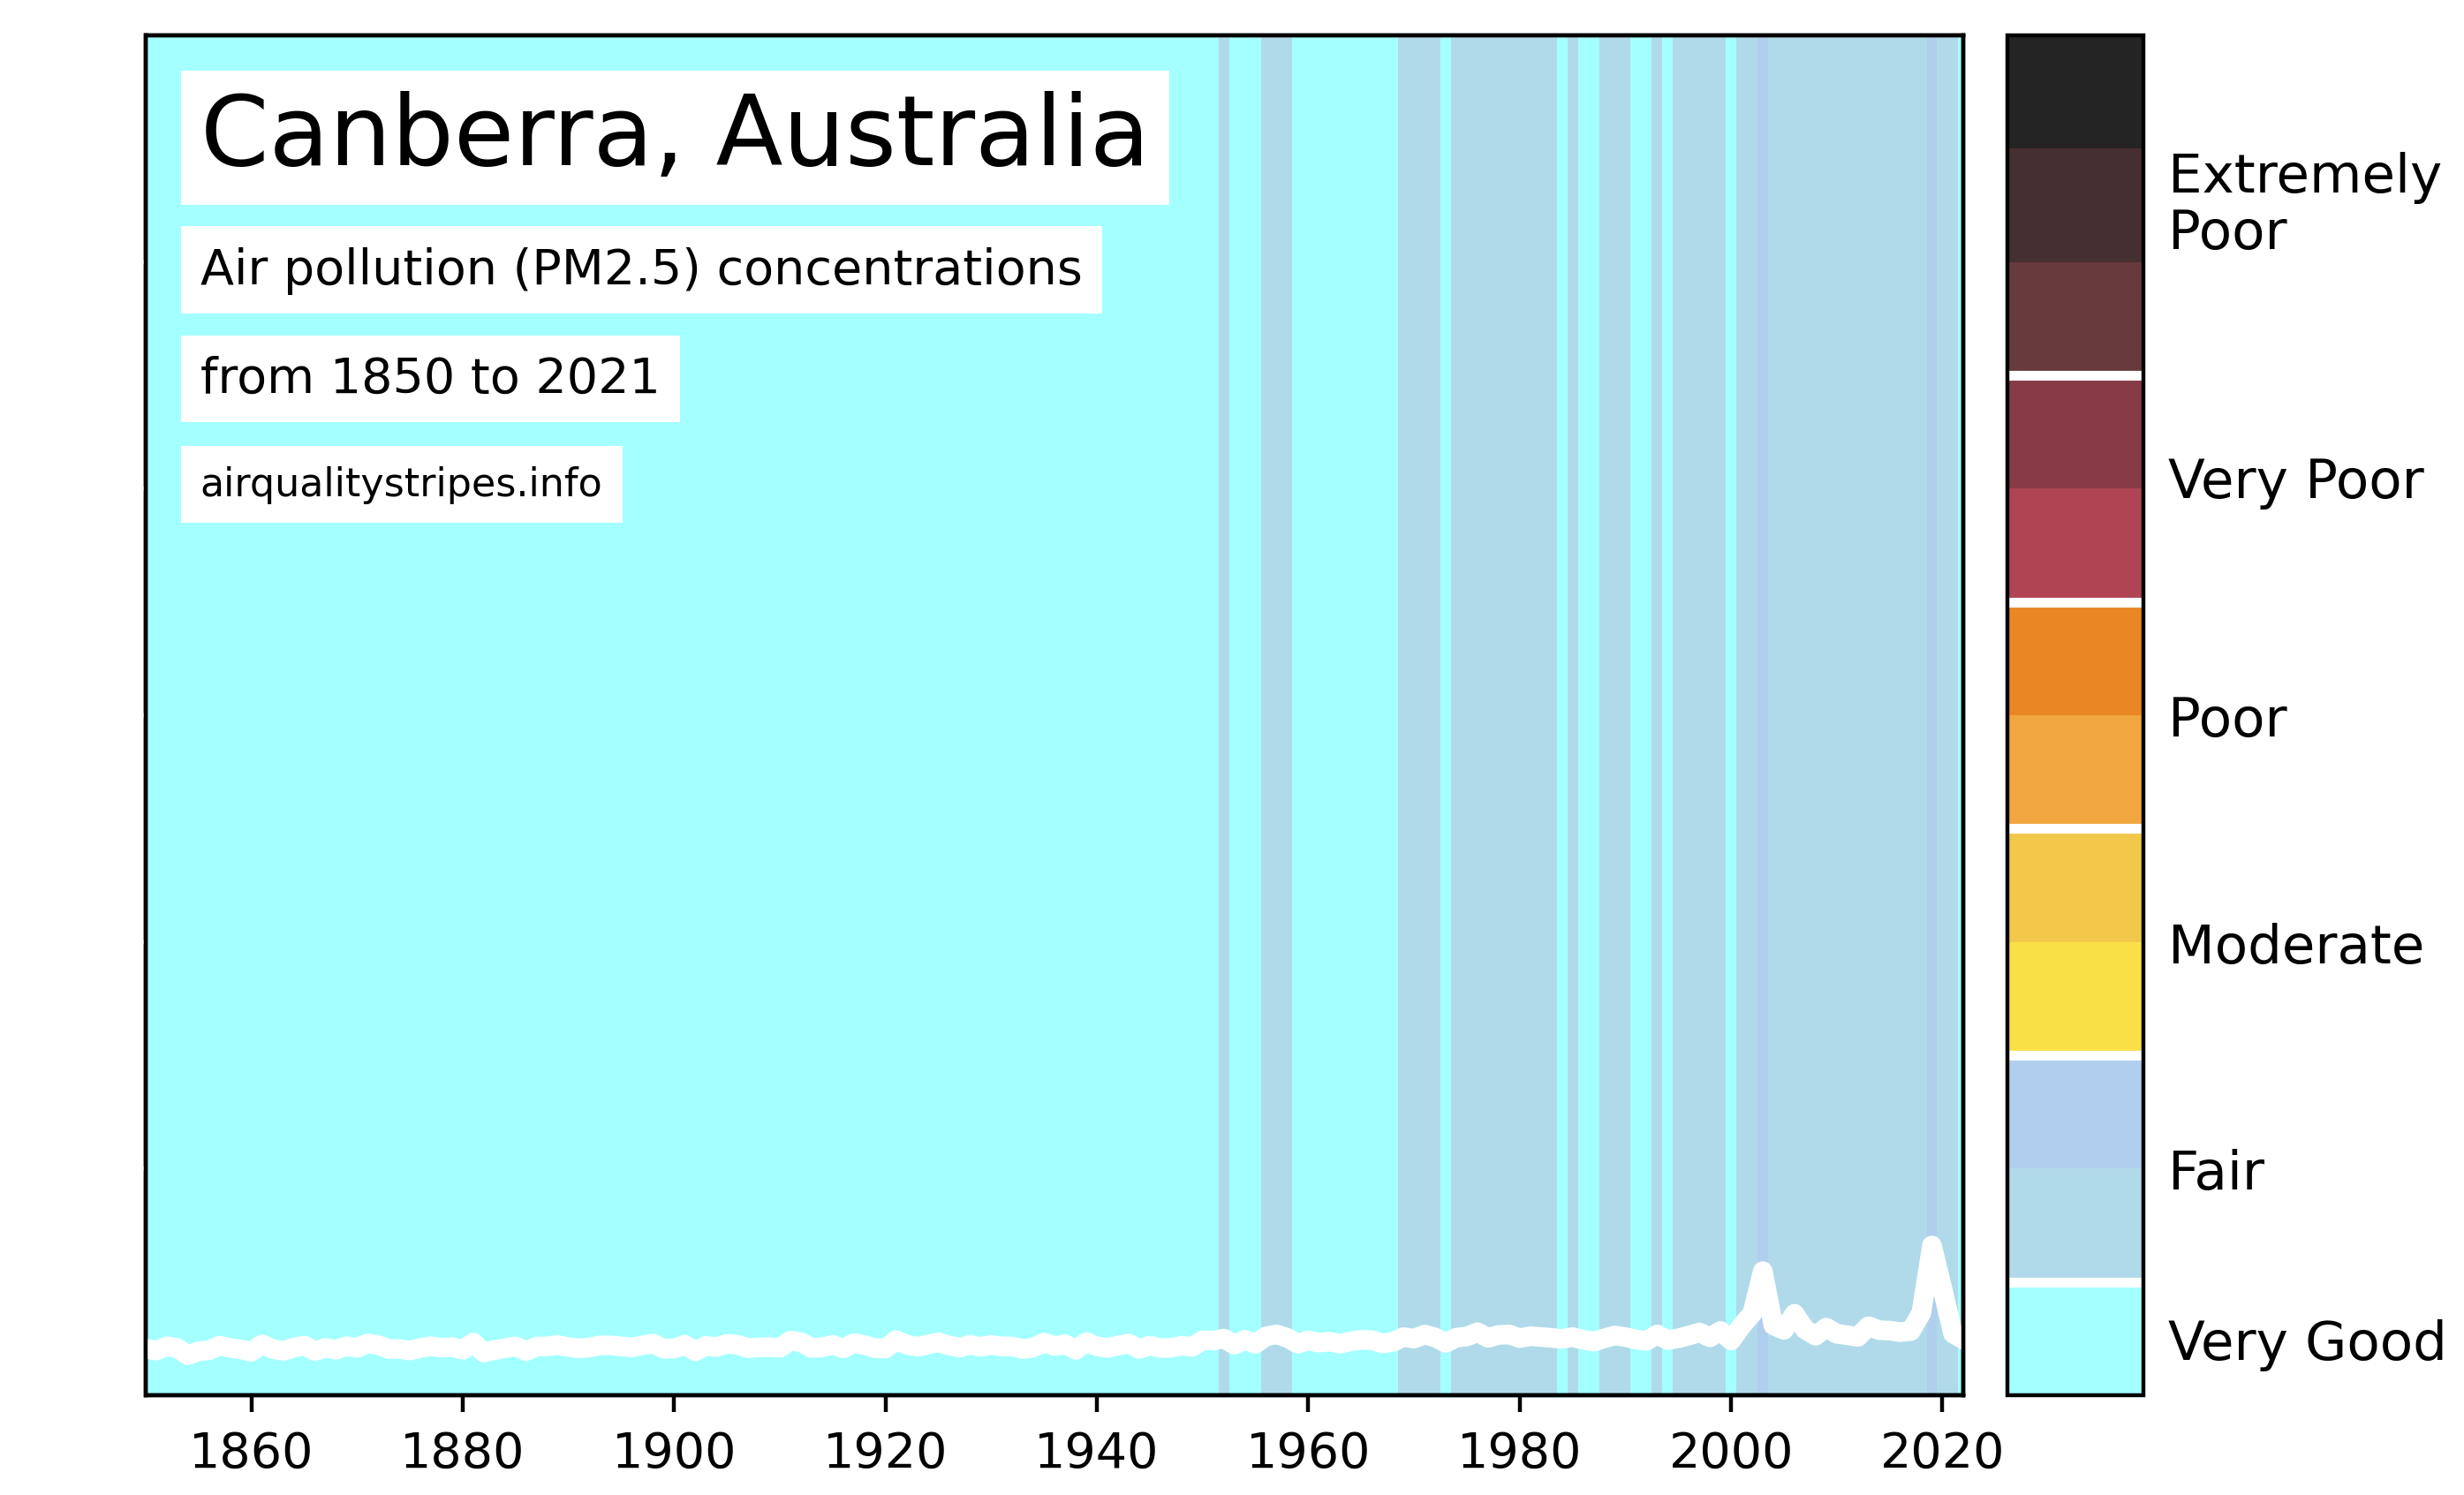 Canberra, Australia
Air pollution (PM2.5) concentrations
from 1850 to 2021
airqualitystripes.info
Extremely
Poor
Very Poor
Poor
Moderate
Fair
Very Good
1860 1880 1900 1920 1940 1960 1980 2000 2020